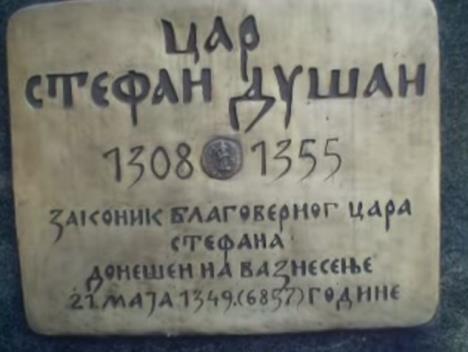 ЦАР
СТЕФАН ДУШАН
1308 1355
ЗАКОНИК БЛАГОВЕРНОГ ЦАРА
СТЕФАНА
ДОНЕШЕН НА ВАЗНЕСЕЊЕ
21 МАЈА 1349.(6857) ГОДИНЕ